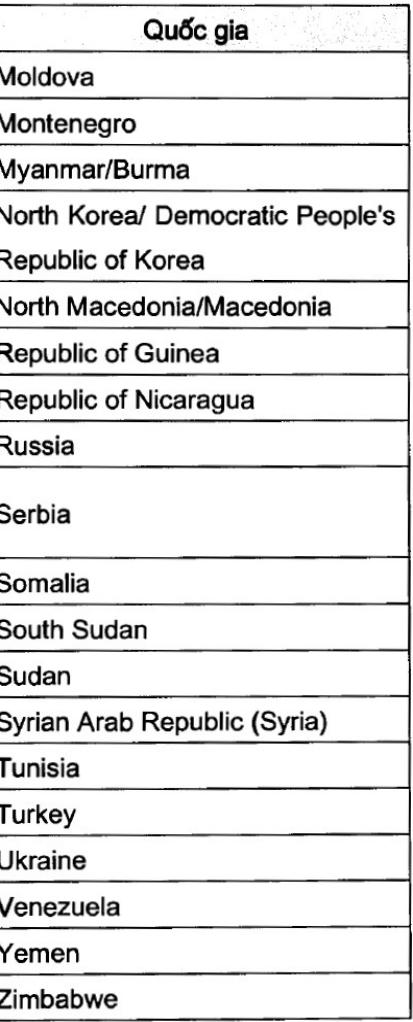 Quốc gia
Moldova
Montenegro
Myanmar/Burma
North Korea/ Democratic People's
Republic of Korea
North Macedonia/Macedonia
Republic of Guinea
Republic of Nicaragua
Russia
Serbia
Somalia
South Sudan
Sudan
Syrian Arab Republic (Syria)
Tunisia
Turkey
Ukraine
Venezuela
Yemen
Zimbabwe